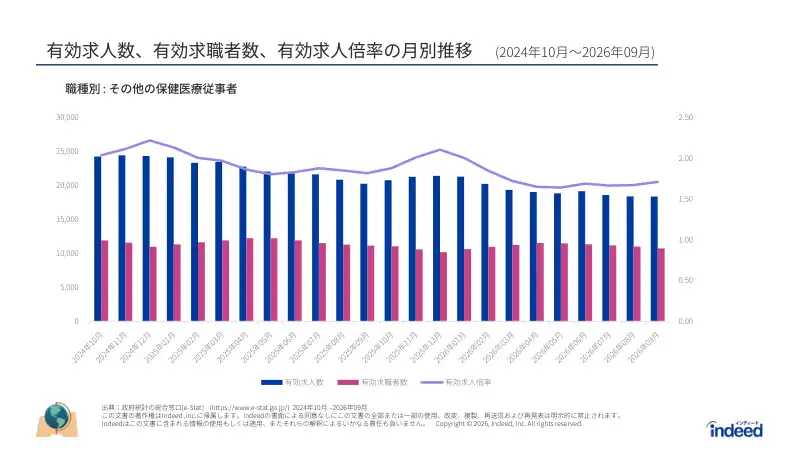 有効求人数、有効求職者数、有効求人倍率の月別推移 (2024年10月～2026年09月)
職種別 : その他の保健医療従事者
30,000
25,000
20,000
15,000
10,000
5,000
0
2.50
2.00
1.50
1.00
0.50
0.00
2024年10月 2024年11月 2024年12月 2025年01月 2025年02月 2025年03月 2025年04月 2025年05月 2025年06月 2025年07月 2025年08月 2025年09月 2025年10月 2025年11月 2025年12月 2026年01月 2026年02月 2026年03月 2026年04月 2026年05月 2026年06月 2026年07月 2026年08月 2026年09月
有効求人数 有効求職者数 有効求人倍率
出典：政府統計の総合窓口(e-Stat) (https://www.e-stat.go.jp/) 2024年10月 –2026年09月
この文書の著作権はIndeed ,inc.に帰属します。Indeedの書面による同意なしにこの文書の全部または一部の使用、改変、複製、再送信および再発表は明示的に禁止されます。
Indeedはこの文書に含まれる情報の使用もしくは適用、またそれらの解釈によるいかなる責任も負いません。 Copyright © 2026, Indeed, Inc. All rights reserved.
インディード
indeed